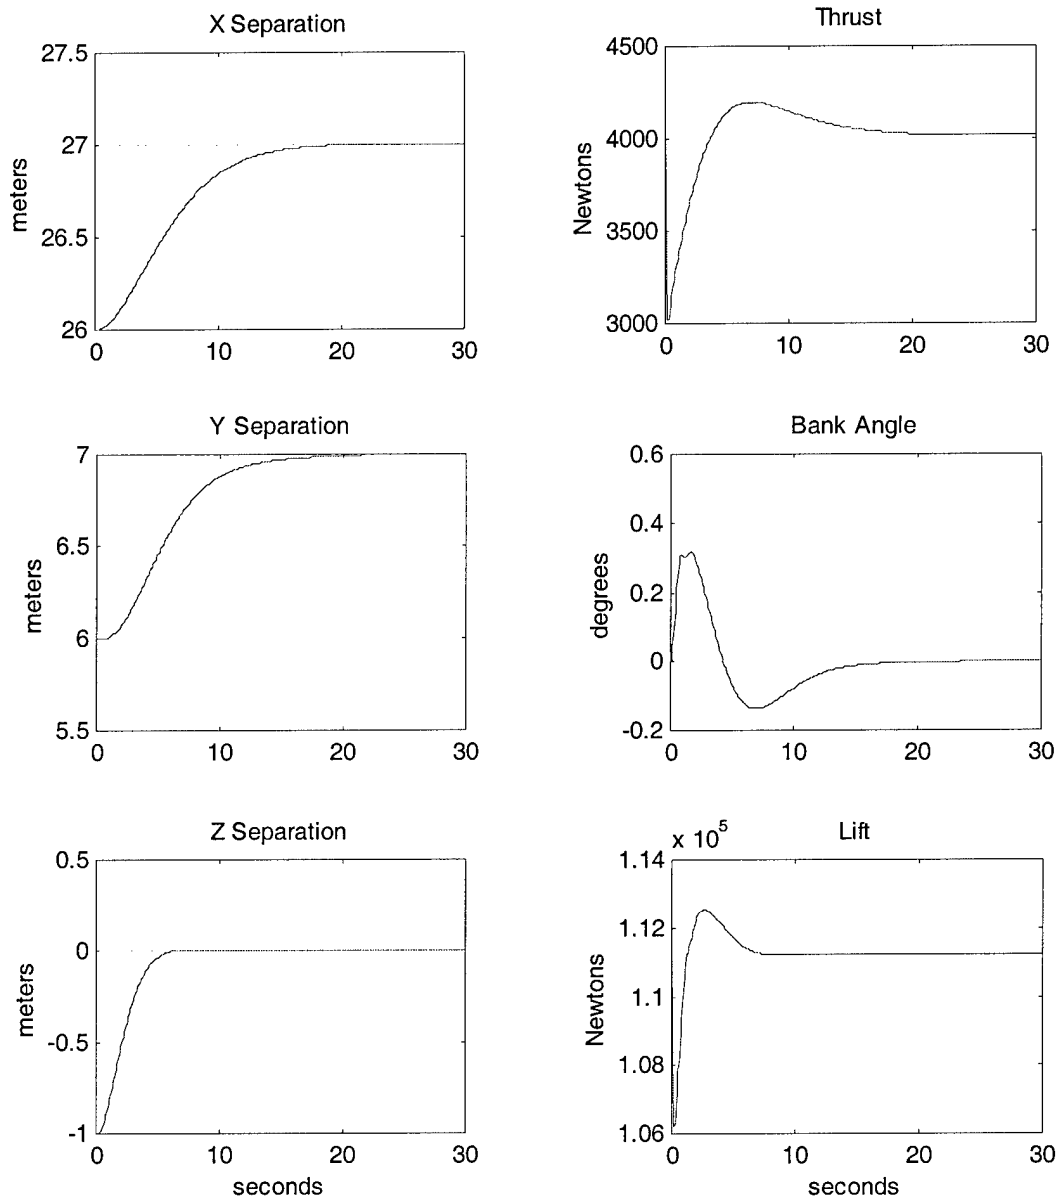 X Separation
27.5
27
26.5
26
meters
0 10 20 30
Thrust
4500
4000
3500
3000
Newtons
0 10 20 30
Y Separation
7
6.5
6
5.5
meters
0 10 20 30
Bank Angle
0.6
0.4
0.2
0
-0.2
degrees
0 10 20 30
Z Separation
0.5
0
-0.5
-1
meters
0 10 20 30
seconds
x 10^5
Lift
1.14
1.12
1.1
1.08
1.06
Newtons
0 10 20 30
seconds